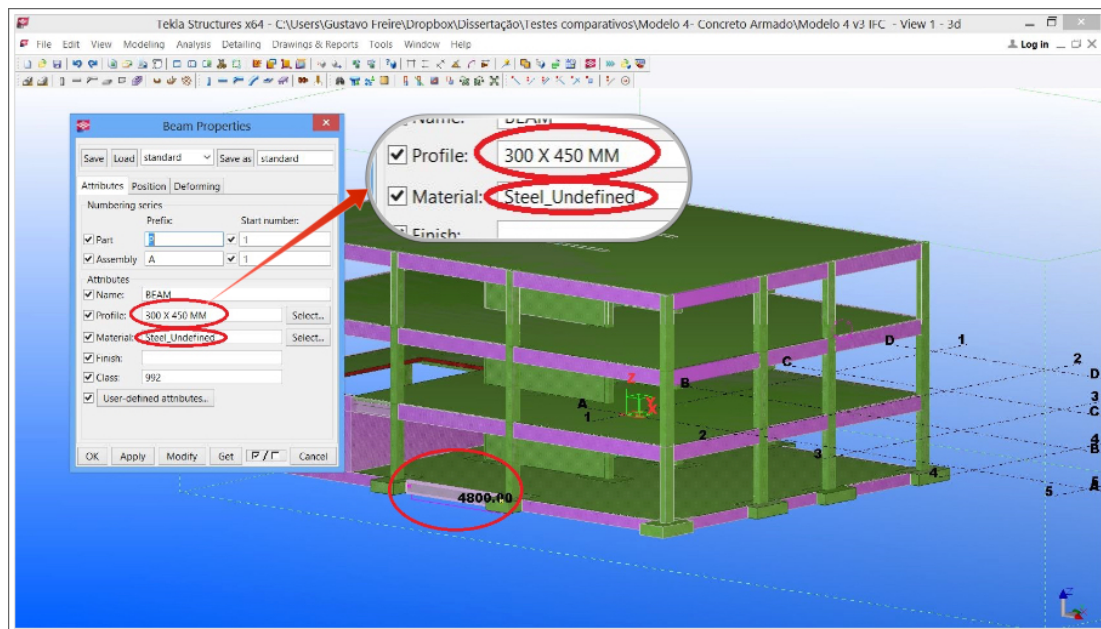 Tekla Structures x64 - C:\Users\Gustavo Freire\Dropbox\Dissertação\Testes comparativos\Modelo 4- Concreto Armado\Modelo 4 v3 IFC - View 1 - 3d
File Edit View Modeling Analysis Detailing Drawings & Reports Tools Window Help
Log in
Beam Properties
Save Load standard Save as standard
Attributes Position Deforming
Numbering series
Prefix: Start number:
Part P 1
Assembly A 1
Attributes
Name: BEAM
Profile: 300 X 450 MM Select...
Material: Steel_Undefined Select...
Finish:
Class: 992
User-defined attributes...
OK Apply Modify Get Cancel
Name: BEAM
Profile: 300 X 450 MM
Material: Steel_Undefined
Finish:
Z
Y
X
A
1
B
2
C
3
D
4
1
5
2
D
3
C
4
B
5
A
4800.00